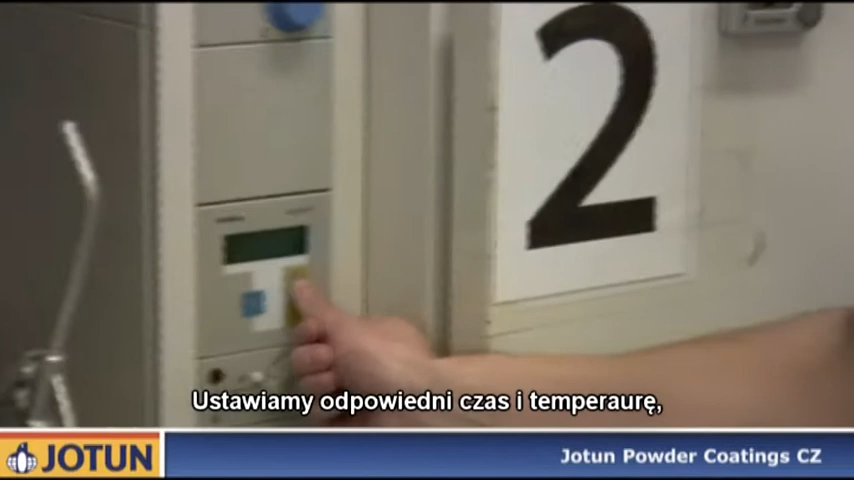 2
Ustawiamy odpowiedni czas i temperaurę,
JOTUN
Jotun Powder Coatings CZ